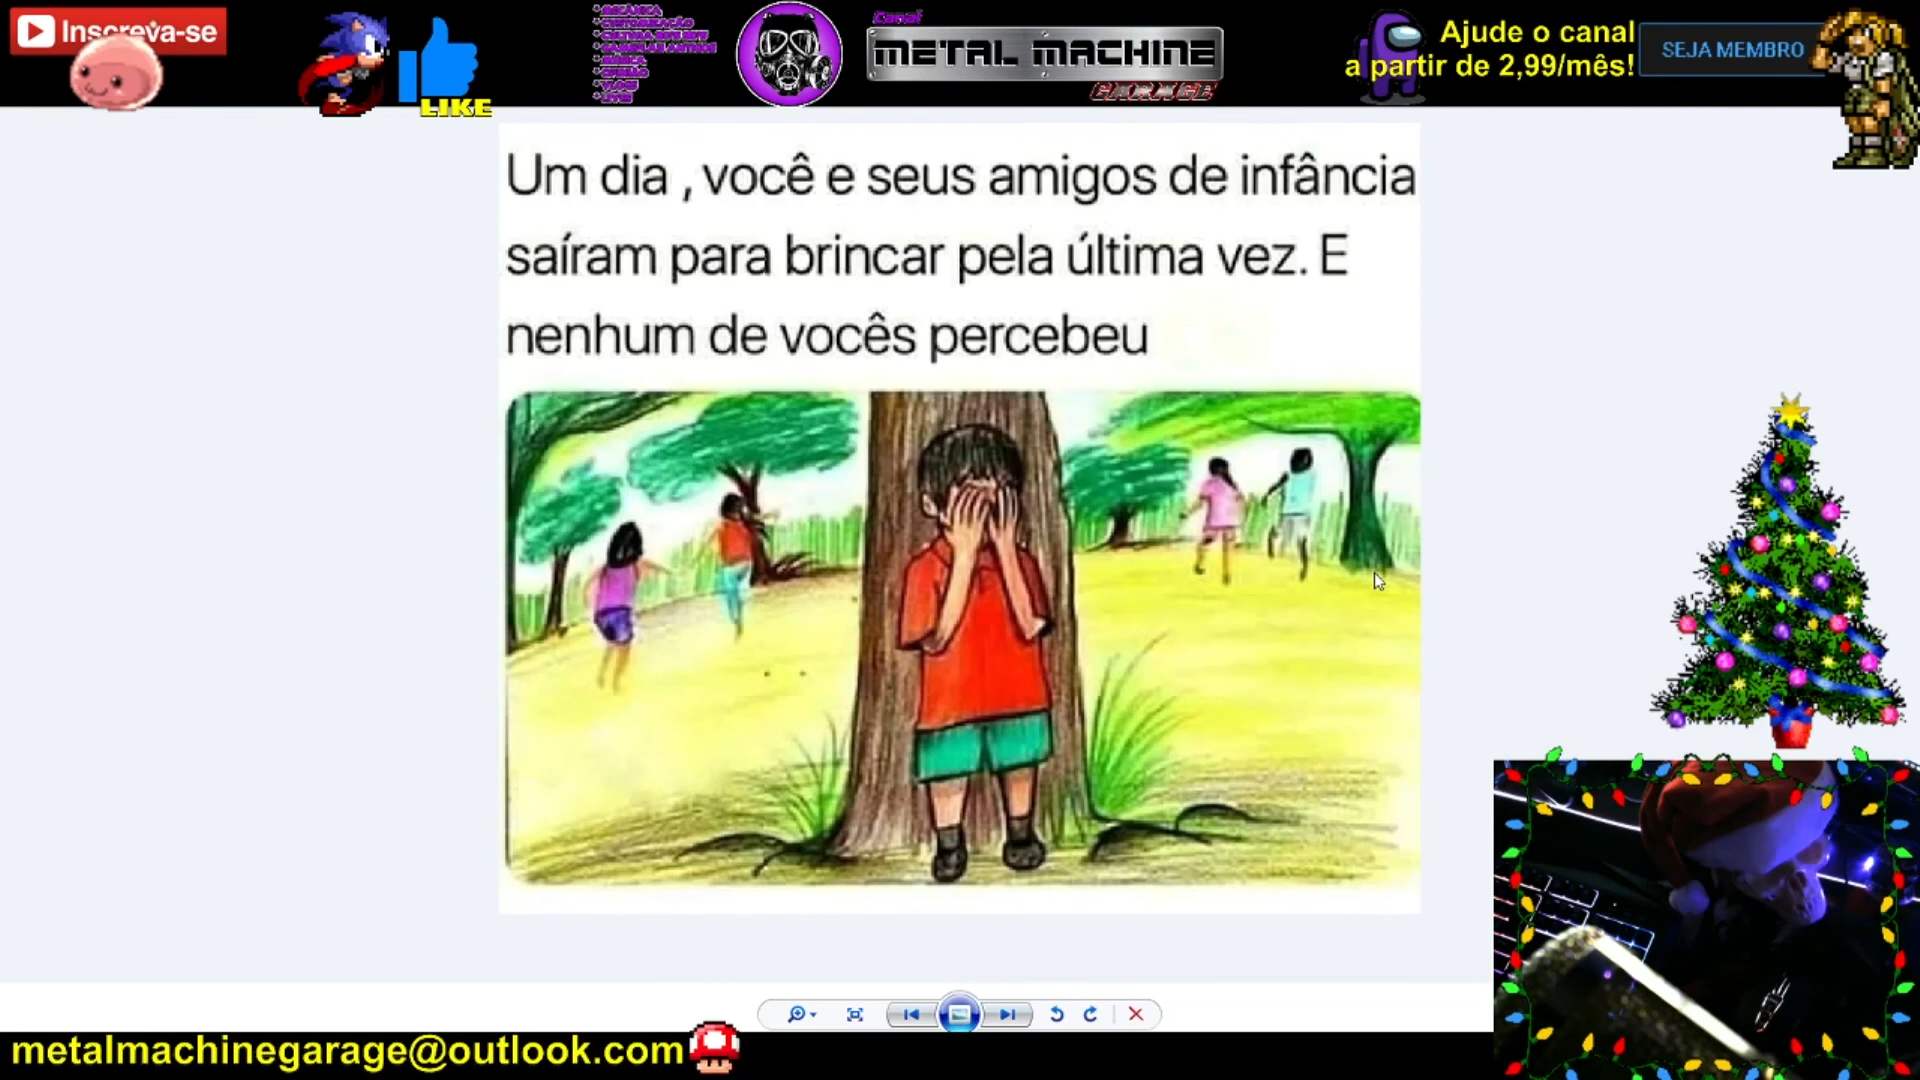 Inscreva-se
LIKE
Canal
METAL MACHINE
GARAGE
Ajude o canal
a partir de 2,99/mês!
SEJA MEMBRO
Um dia , você e seus amigos de infância
saíram para brincar pela última vez. E
nenhum de vocês percebeu
metalmachinegarage@outlook.com